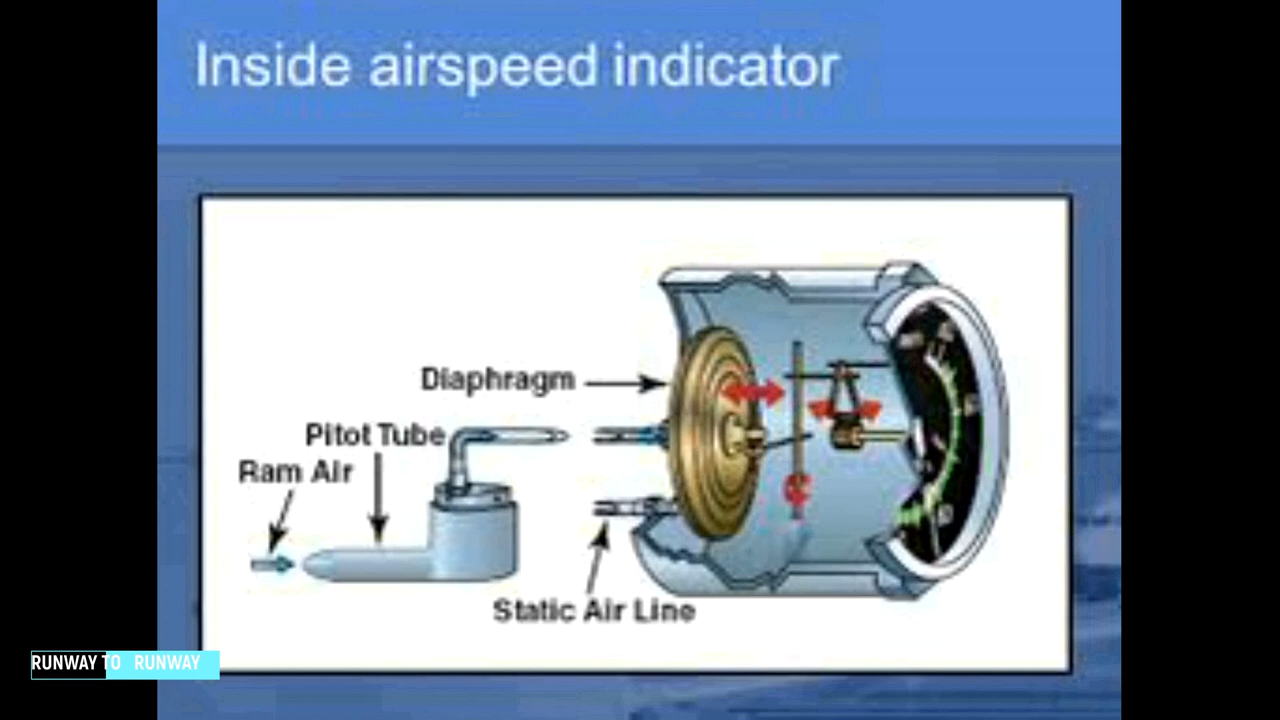 Inside airspeed indicator
Diaphragm
Pitot Tube
Ram Air
Static Air Line
RUNWAY TO RUNWAY